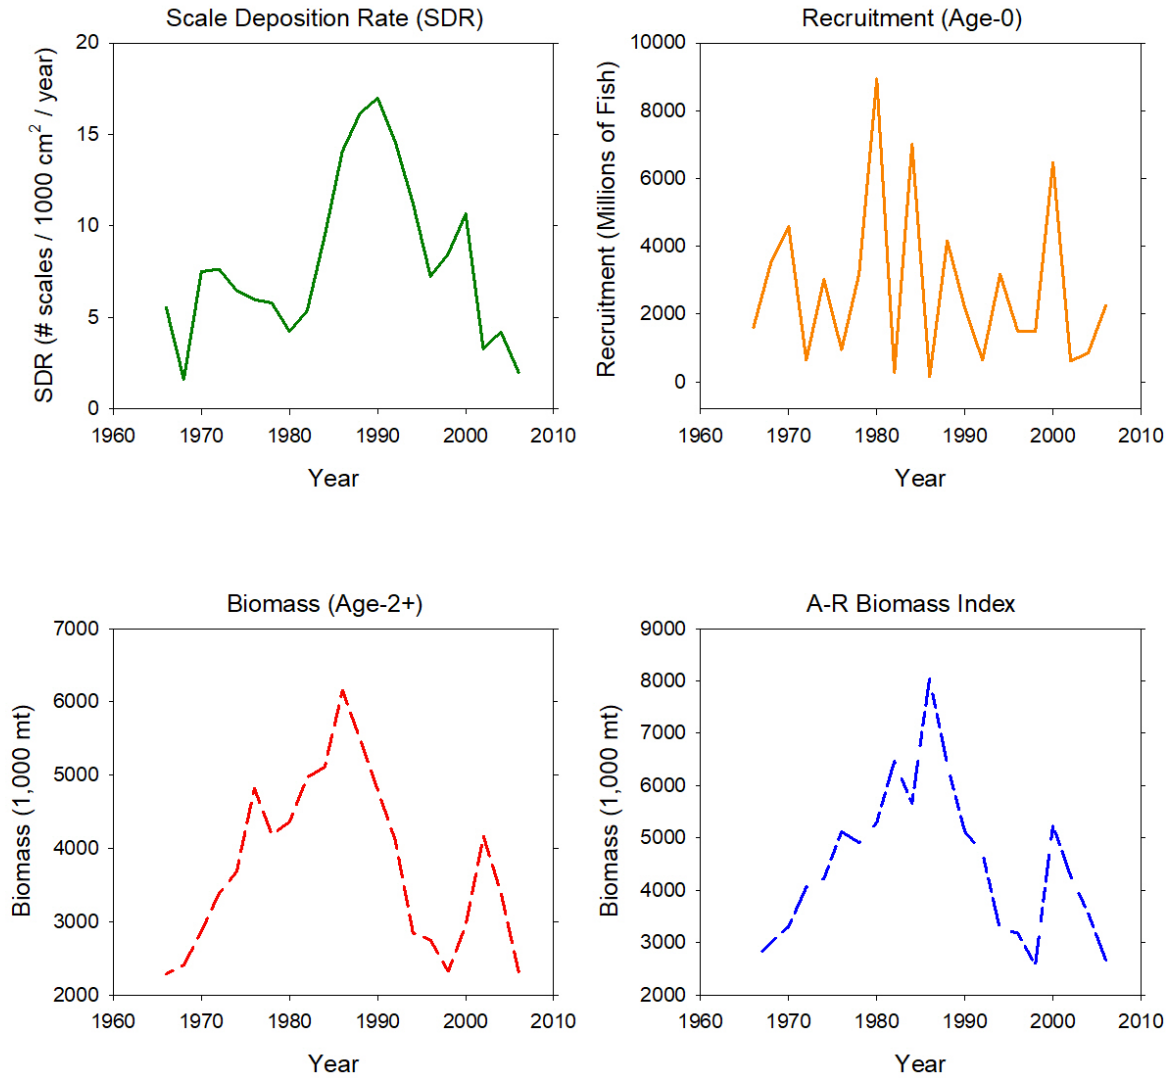 Scale Deposition Rate (SDR)
SDR (# scales / 1000 cm² / year)
20
15
10
5
0
1960 1970 1980 1990 2000 2010
Year
Recruitment (Age-0)
Recruitment (Millions of Fish)
10000
8000
6000
4000
2000
0
1960 1970 1980 1990 2000 2010
Year
Biomass (Age-2+)
Biomass (1,000 mt)
7000
6000
5000
4000
3000
2000
1960 1970 1980 1990 2000 2010
Year
A-R Biomass Index
Biomass (1,000 mt)
9000
8000
7000
6000
5000
4000
3000
2000
1960 1970 1980 1990 2000 2010
Year